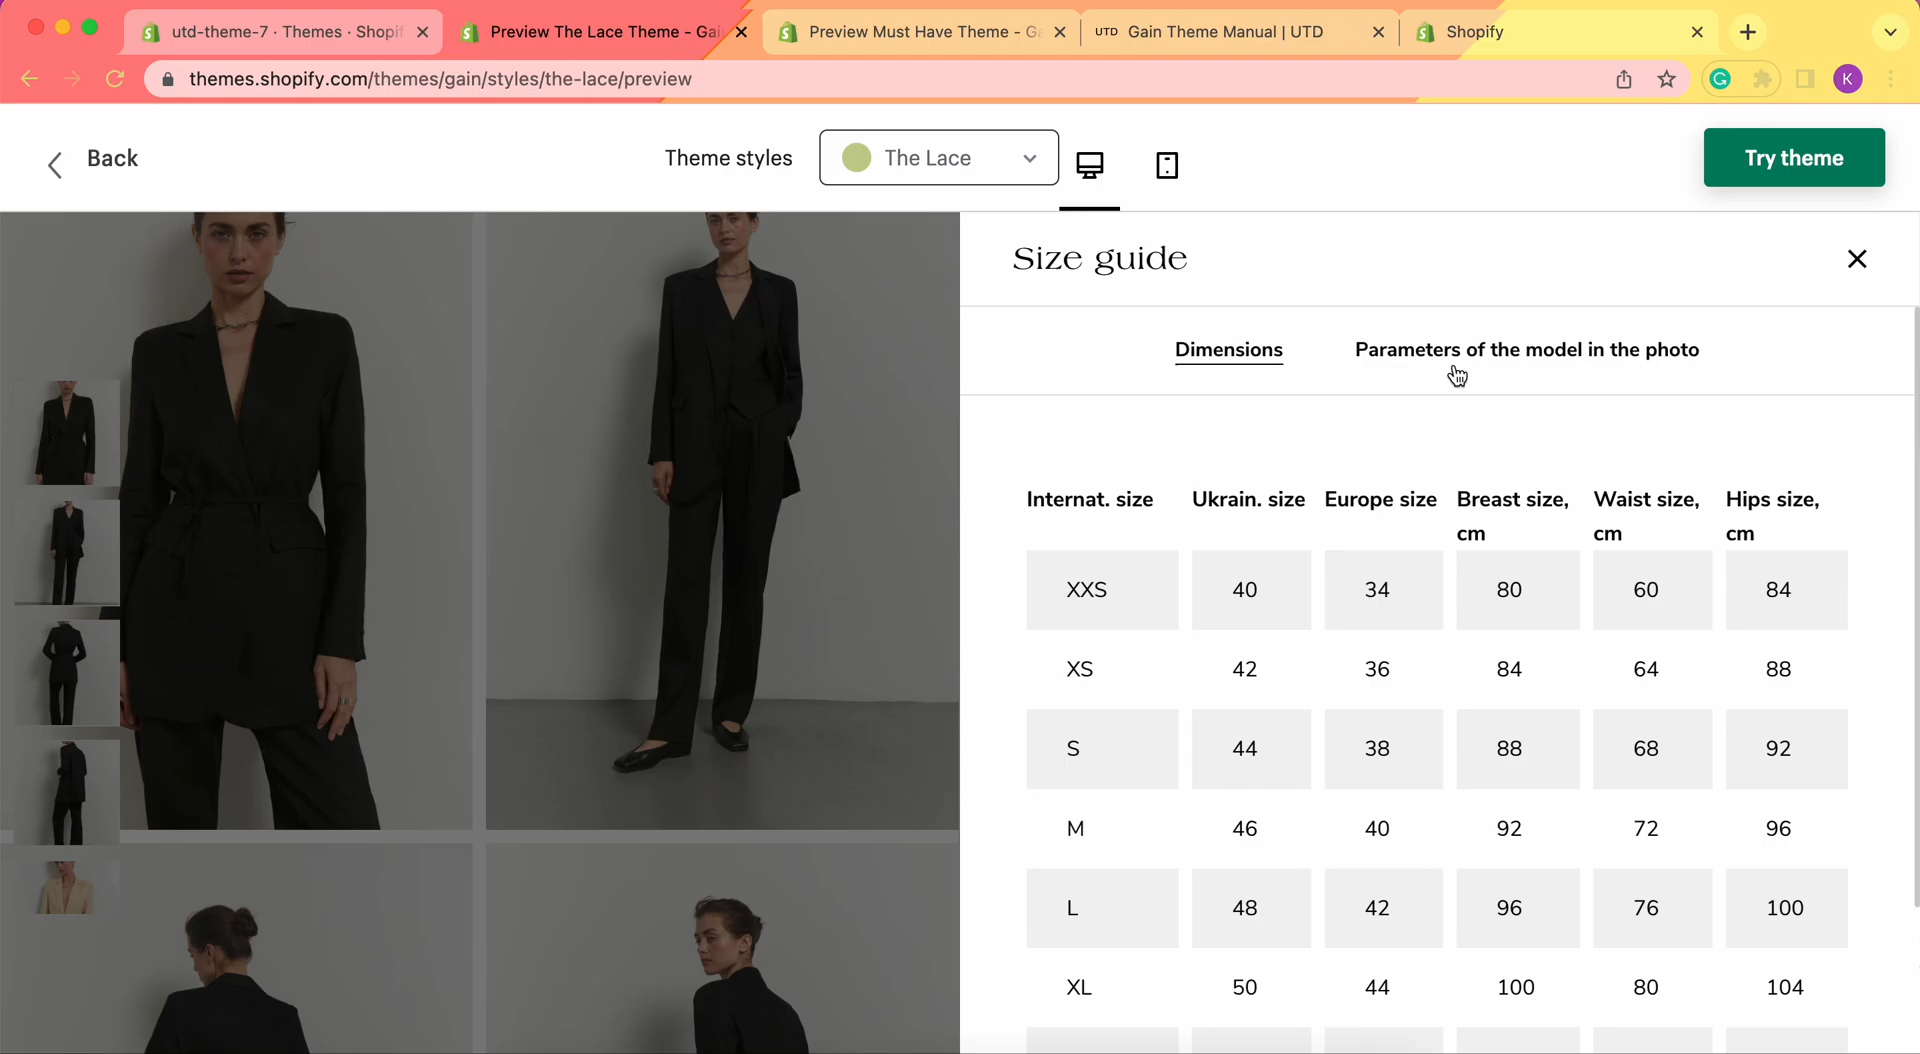 utd-theme-7 · Themes · Shopif
Preview The Lace Theme - Gai
Preview Must Have Theme - Ga
UTD Gain Theme Manual | UTD
Shopify
themes.shopify.com/themes/gain/styles/the-lace/preview
G
K
Back
Theme styles
The Lace
Try theme
Size guide
Dimensions
Parameters of the model in the photo
Internat. size Ukrain. size Europe size Breast size, cm Waist size, cm Hips size, cm
XXS 40 34 80 60 84
XS 42 36 84 64 88
S 44 38 88 68 92
M 46 40 92 72 96
L 48 42 96 76 100
XL 50 44 100 80 104